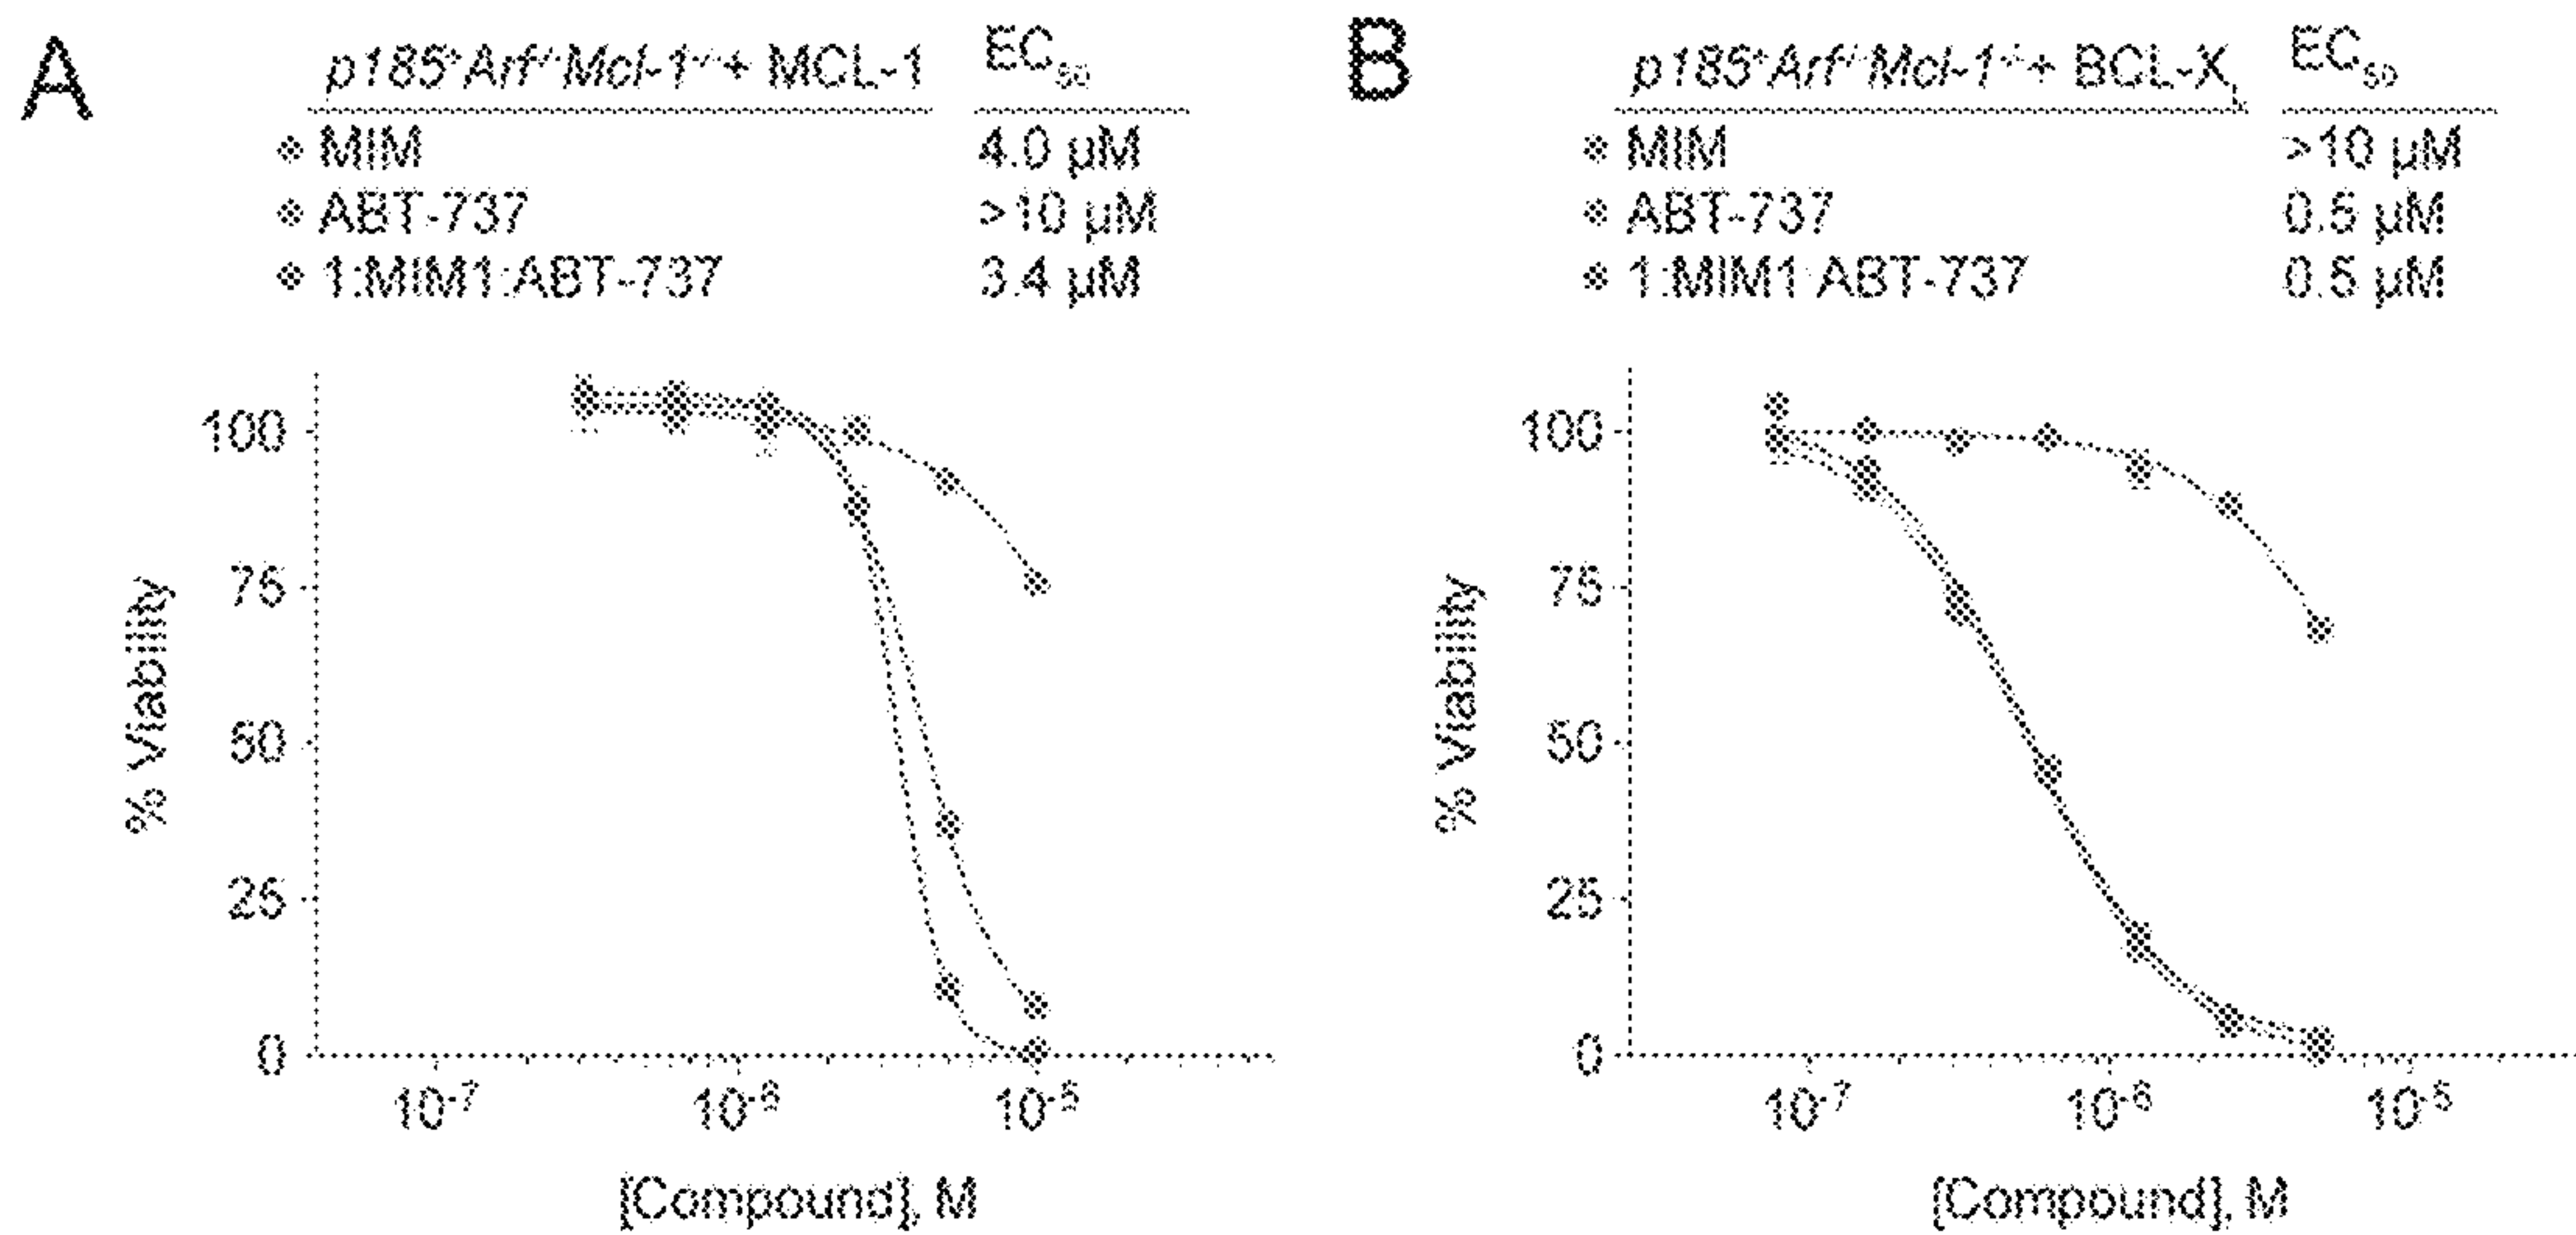 A
p185⁺Arf⁻/⁻Mcl-1⁻/⁻+ MCL-1 EC₅₀
MIM 4.0 µM
ABT-737 >10 µM
1:MIM1:ABT-737 3.4 µM
100
75
50
25
0
% Viability
10⁻⁷ 10⁻⁶ 10⁻⁵
[Compound], M
B
p185⁺Arf⁻/⁻Mcl-1⁻/⁻+ BCL-X_L EC₅₀
MIM >10 µM
ABT-737 0.5 µM
1:MIM1:ABT-737 0.5 µM
100
75
50
25
0
% Viability
10⁻⁷ 10⁻⁶ 10⁻⁵
[Compound], M